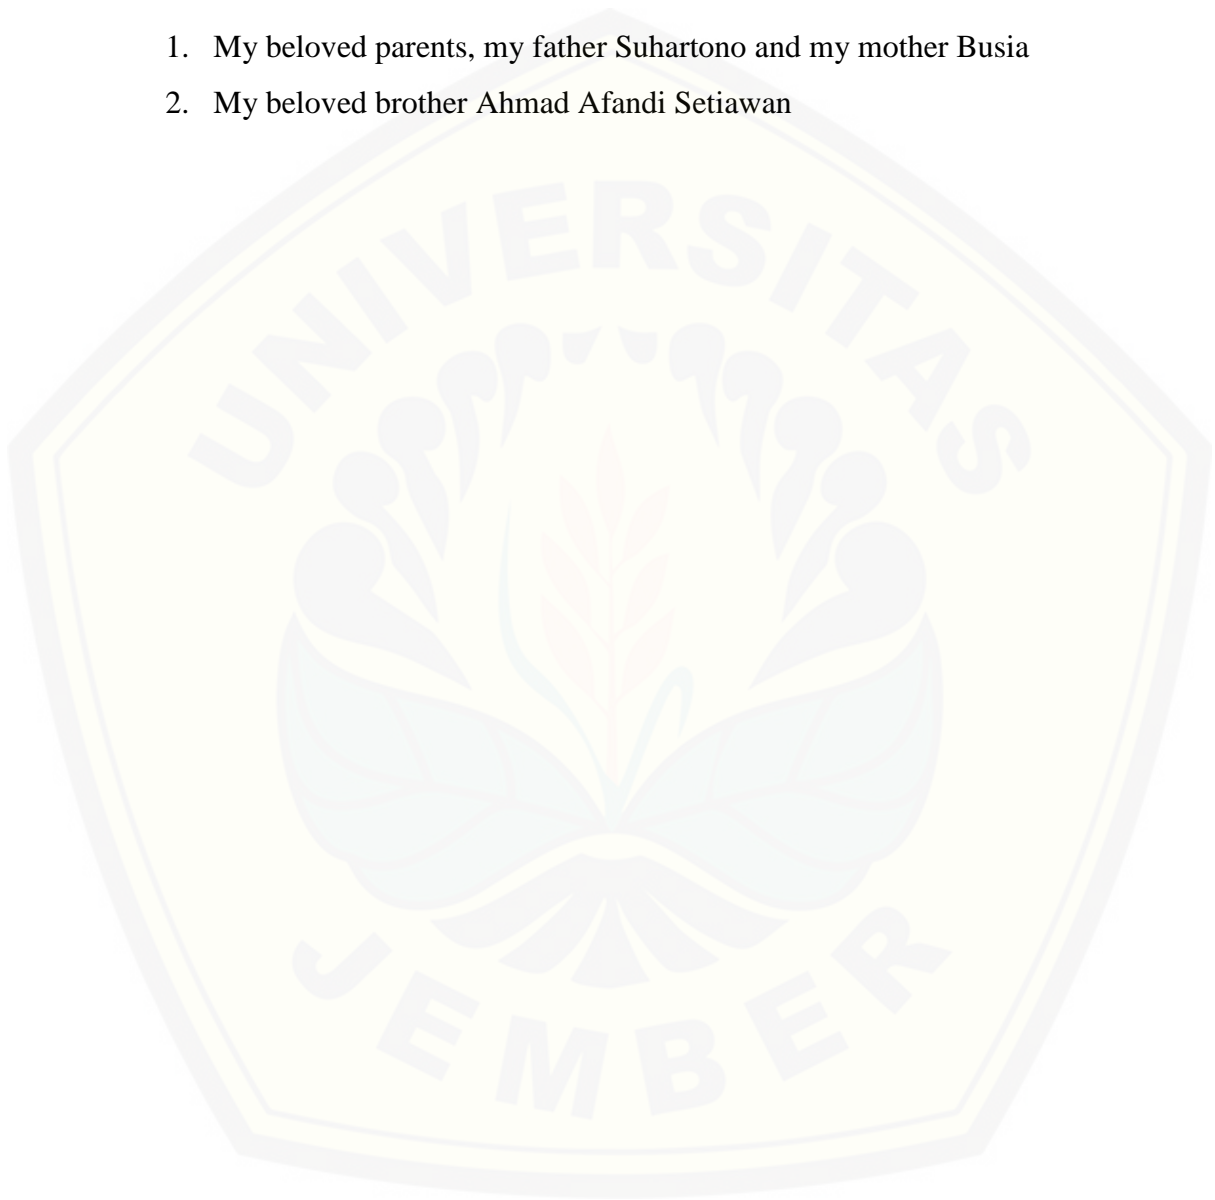 1. My beloved parents, my father Suhartono and my mother Busia
2. My beloved brother Ahmad Afandi Setiawan
UNIVERSITAS
JEMBER